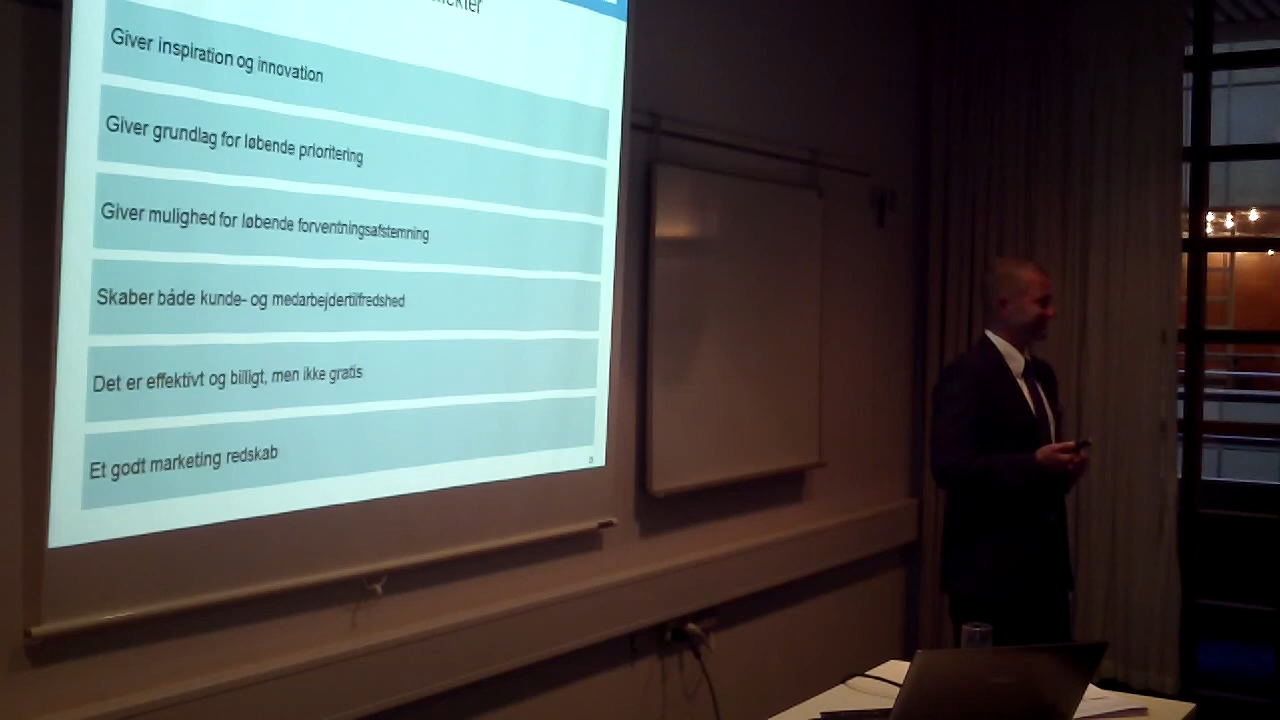 Giver inspiration og innovation
Giver grundlag for løbende prioritering
Giver mulighed for løbende forventningsafstemning
Skaber både kunde- og medarbejdertilfredshed
Det er effektivt og billigt, men ikke gratis
Et godt marketing redskab